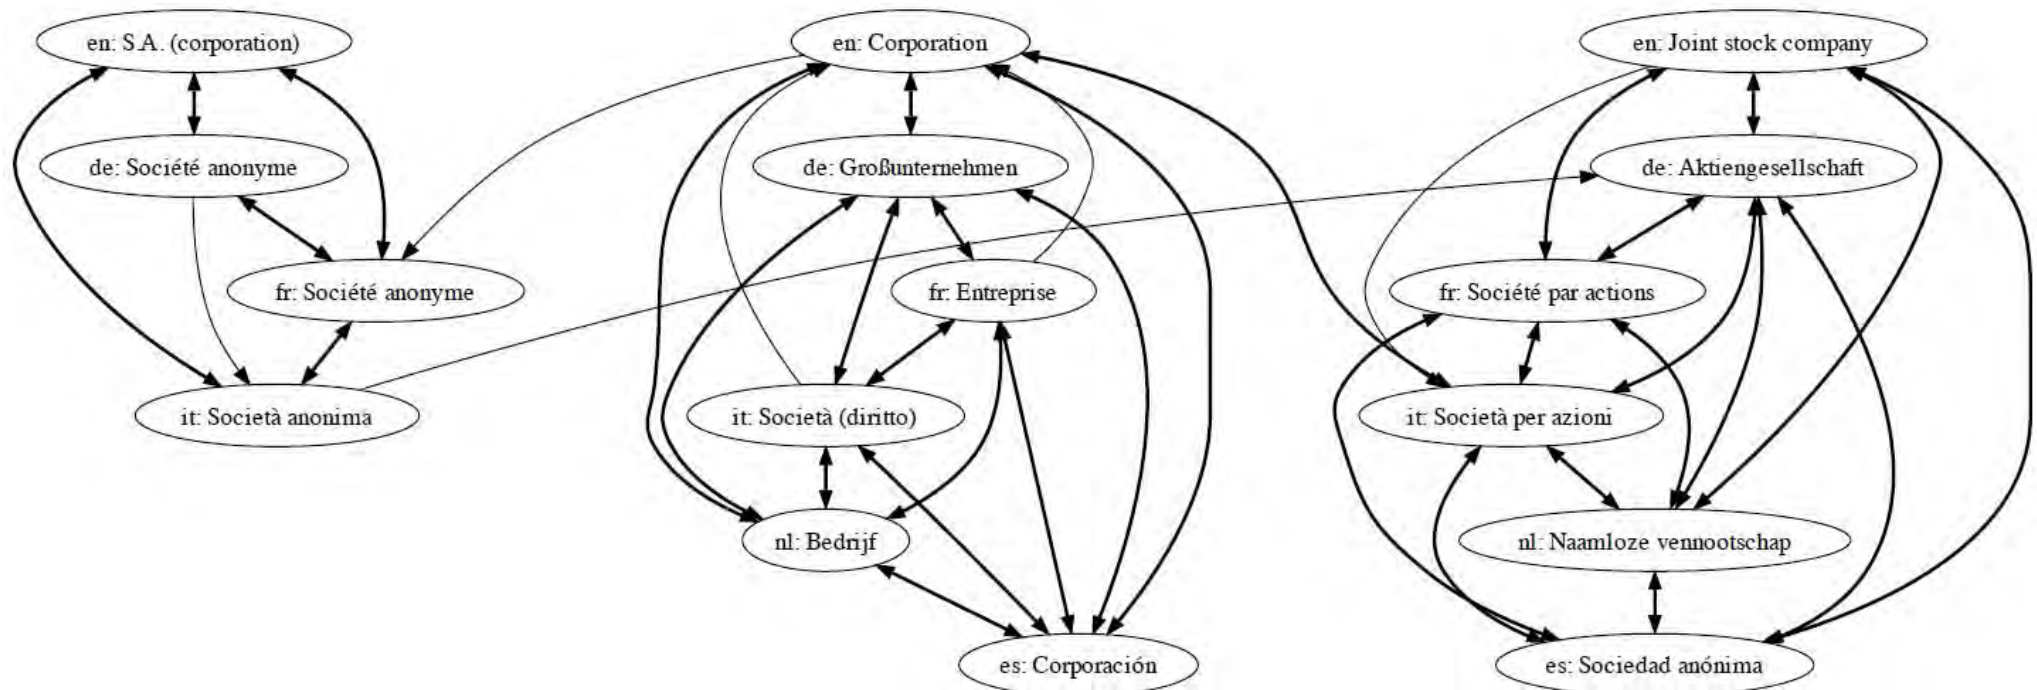 en: S.A. (corporation)
en: Corporation
en: Joint stock company
de: Société anonyme
de: Großunternehmen
de: Aktiengesellschaft
fr: Société anonyme
fr: Entreprise
fr: Société par actions
it: Società anonima
it: Società (diritto)
it: Società per azioni
nl: Bedrijf
nl: Naamloze vennootschap
es: Corporación
es: Sociedad anónima